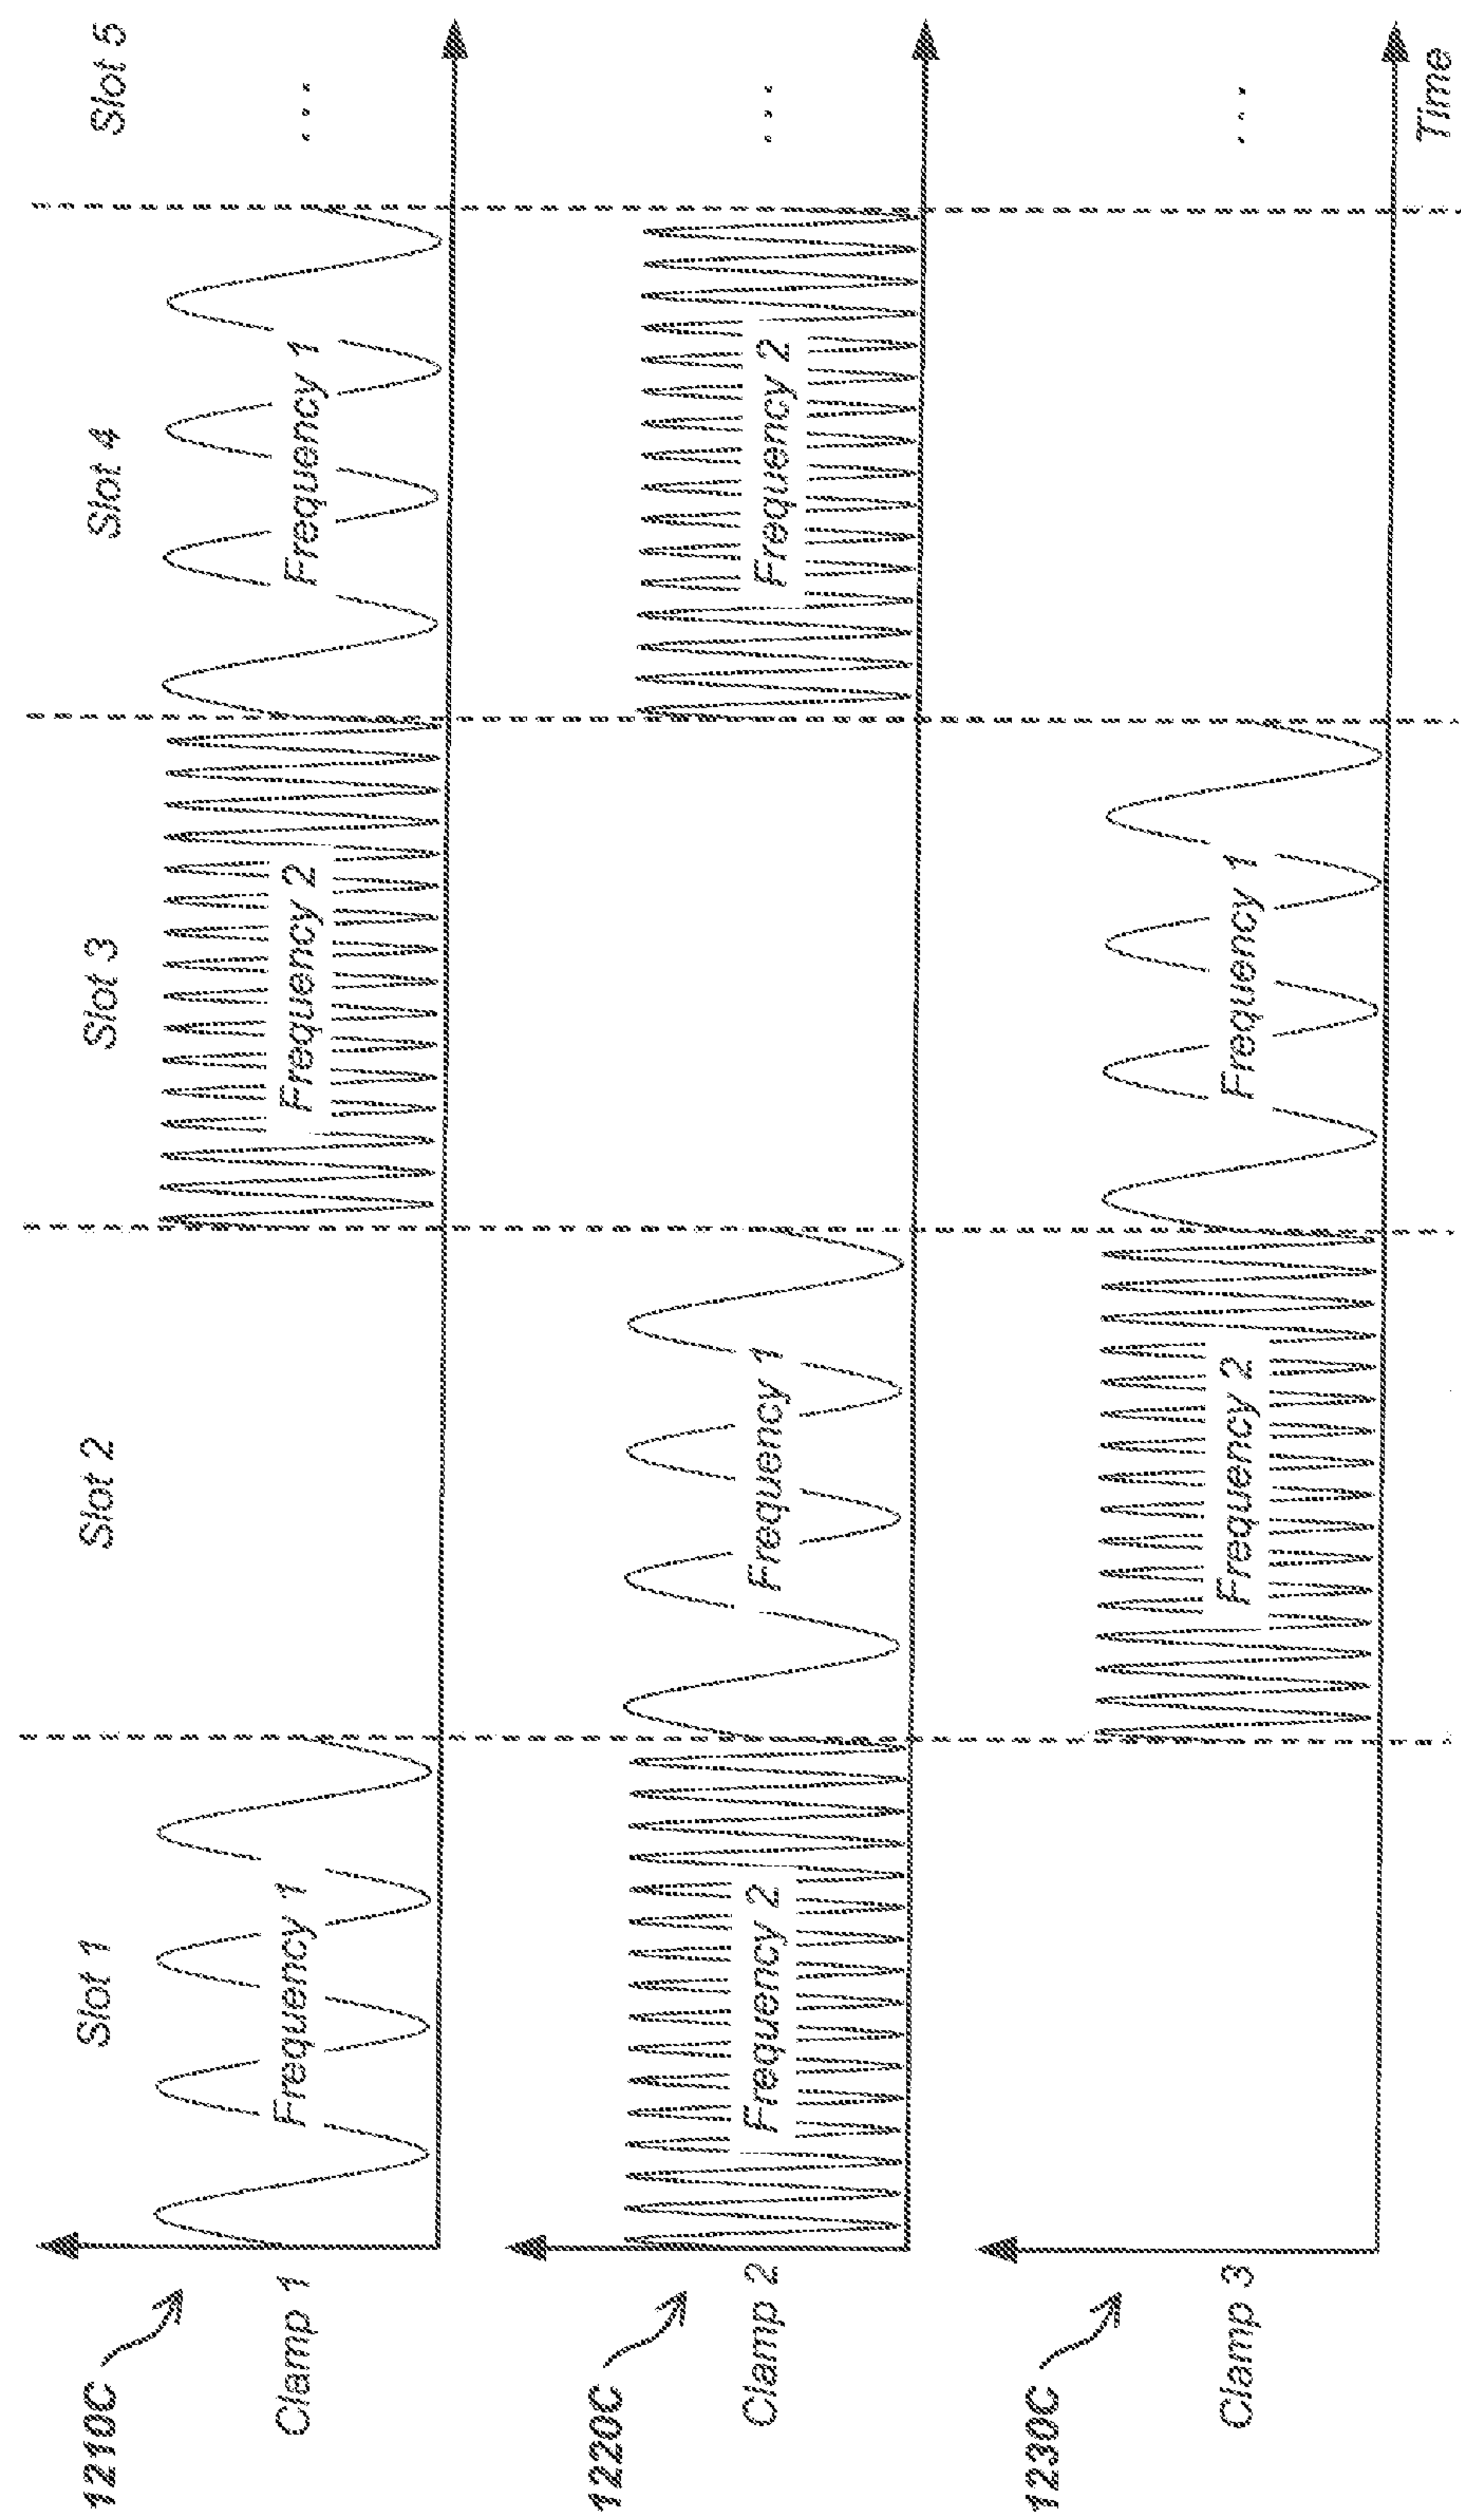 Slot 1
Slot 2
Slot 3
Slot 4
Slot 5
1210C
Clamp 1
Frequency 1
Frequency 2
Frequency 1
...
1220C
Clamp 2
Frequency 2
Frequency 1
Frequency 2
...
1230C
Clamp 3
Frequency 2
Frequency 1
...
Time